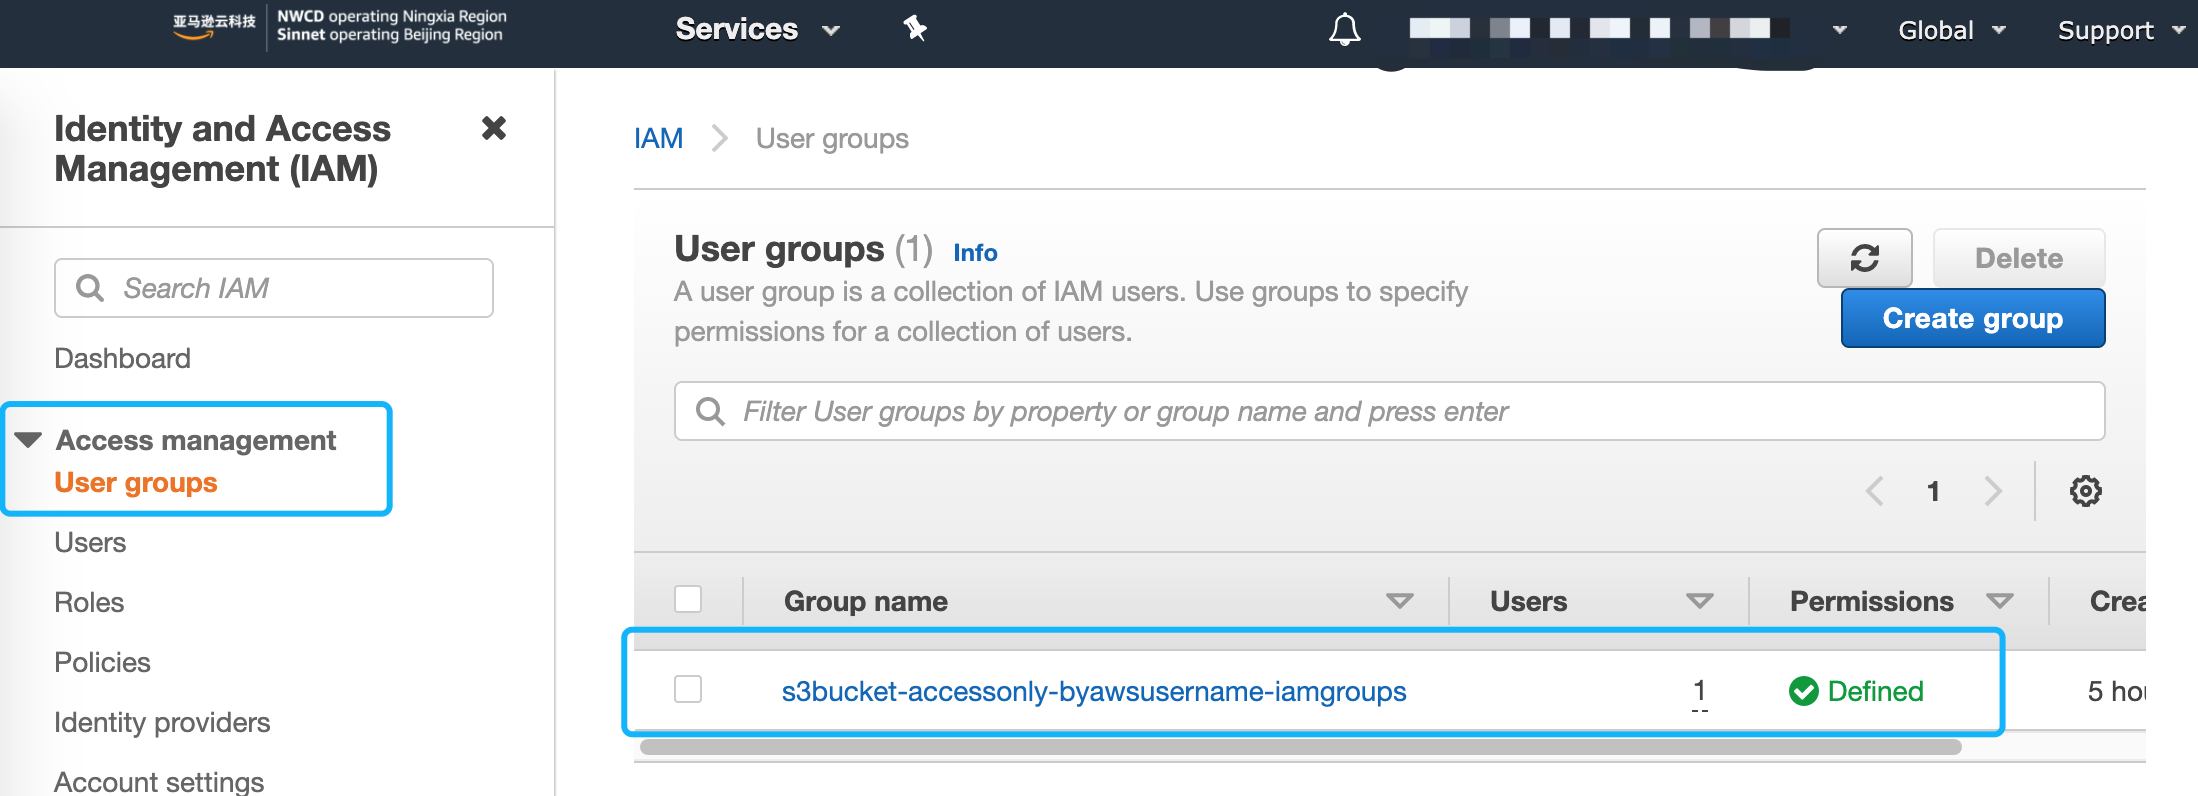 亚马逊云科技
NWCD operating Ningxia Region
Sinnet operating Beijing Region
Services
Global
Support
Identity and Access
Management (IAM)
Search IAM
Dashboard
Access management
User groups
Users
Roles
Policies
Identity providers
Account settings
IAM
User groups
User groups (1) Info
A user group is a collection of IAM users. Use groups to specify
permissions for a collection of users.
Delete
Create group
Filter User groups by property or group name and press enter
1
Group name
Users
Permissions
Crea
s3bucket-accessonly-byawsusername-iamgroups
1
Defined
5 hou